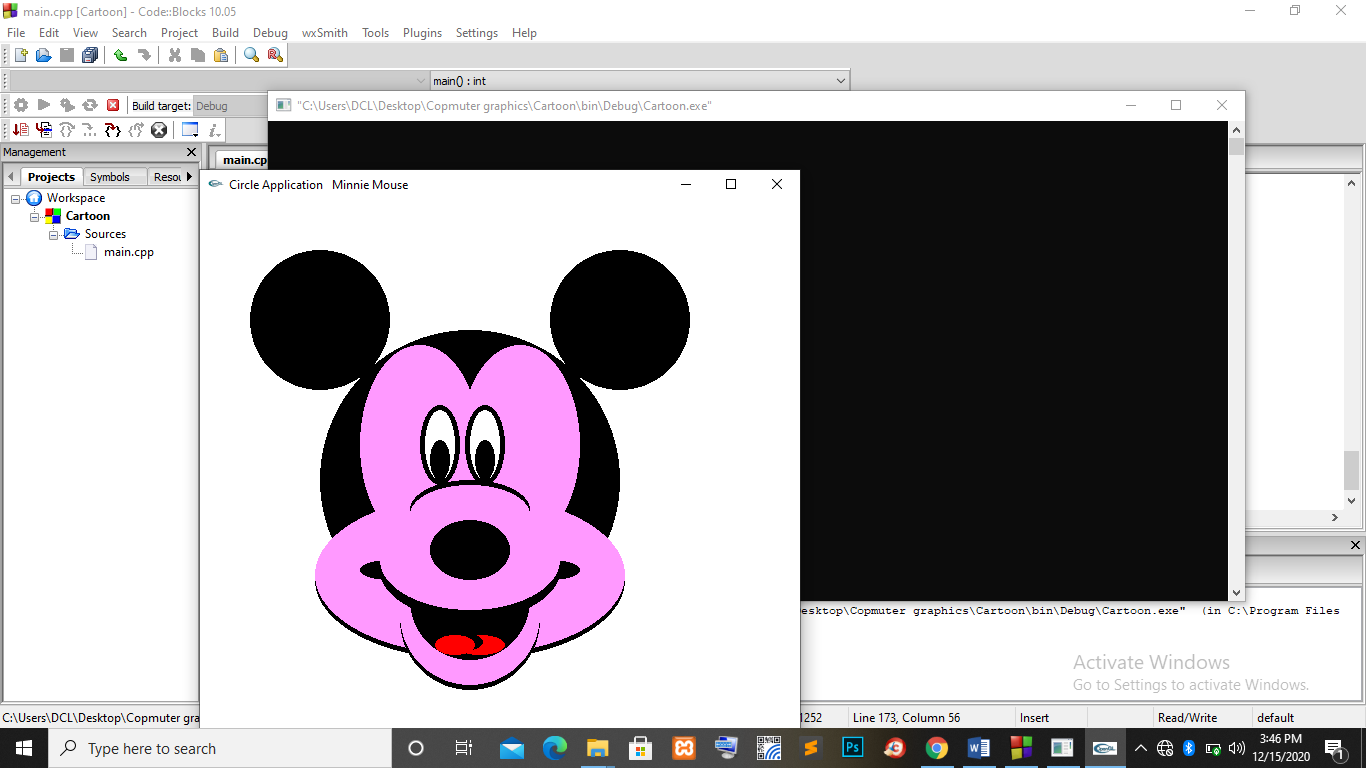 main.cpp [Cartoon] - Code::Blocks 10.05
File Edit View Search Project Build Debug wxSmith Tools Plugins Settings Help
main() : int
Build target: Debug
"C:\Users\DCL\Desktop\Copmuter graphics\Cartoon\bin\Debug\Cartoon.exe"
Management
main.cp
Projects Symbols Resou
Circle Application Minnie Mouse
Workspace
Cartoon
Sources
main.cpp
esktop\Copmuter graphics\Cartoon\bin\Debug\Cartoon.exe" (in C:\Program Files
Activate Windows
Go to Settings to activate Windows.
C:\Users\DCL\Desktop\Copmuter gra 1252 Line 173, Column 56 Insert Read/Write default
Type here to search
Ps
W
3:46 PM
12/15/2020
1